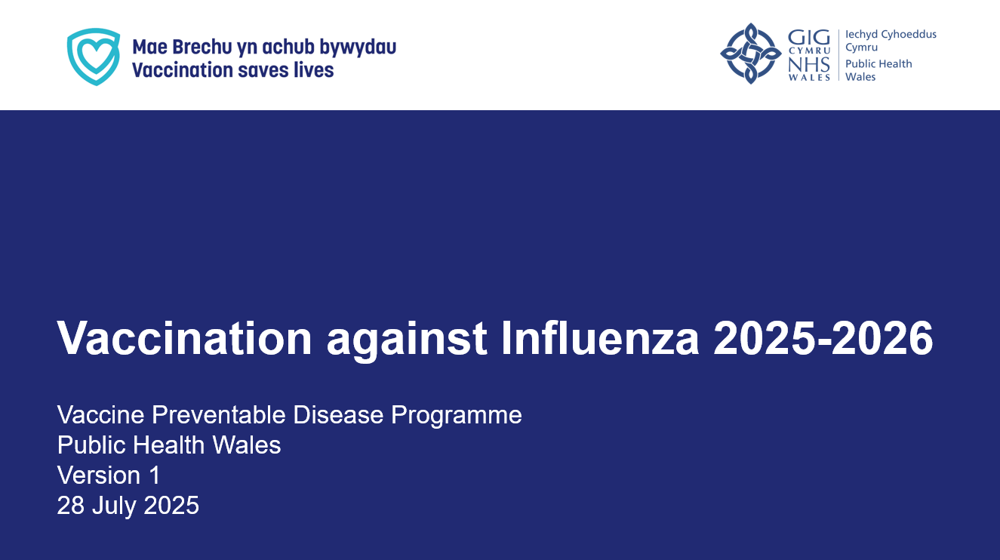 Mae Brechu yn achub bywydau
Vaccination saves lives
GIG
CYMRU
NHS
WALES
Iechyd Cyhoeddus
Cymru
Public Health
Wales
Vaccination against Influenza 2025-2026
Vaccine Preventable Disease Programme
Public Health Wales
Version 1
28 July 2025